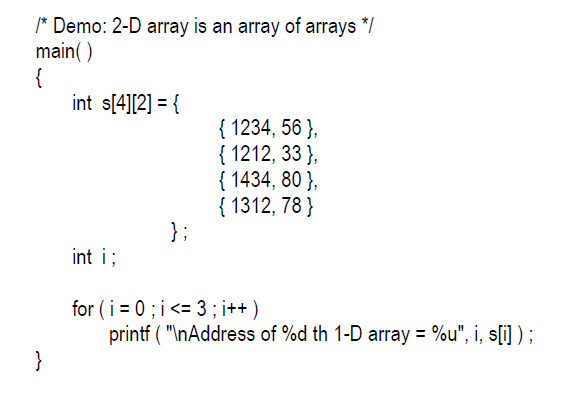 /* Demo: 2-D array is an array of arrays */
main( )
{
int s[4][2] = {
{ 1234, 56 },
{ 1212, 33 },
{ 1434, 80 },
{ 1312, 78 }
} ;
int i ;
for ( i = 0 ; i <= 3 ; i++ )
printf ( "\nAddress of %d th 1-D array = %u", i, s[i] ) ;
}